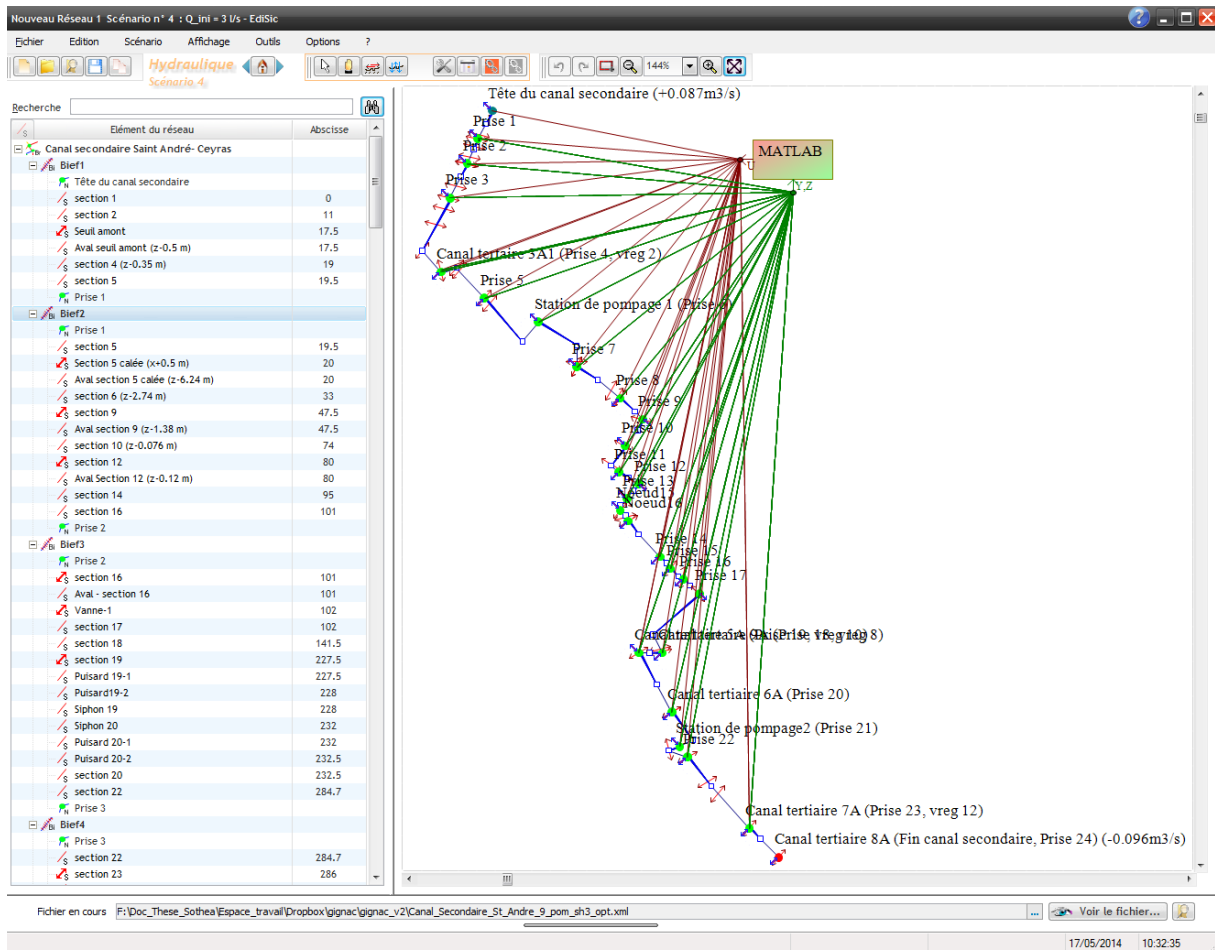 Nouveau Réseau 1 Scénario n° 4 : Q_ini = 3 l/s - EdiSic
Fichier Edition Scénario Affichage Outils Options ?
Hydraulique
Scénario 4
144%
Recherche
Elément du réseau Abscisse
Canal secondaire Saint André- Ceyras
Bief1
Tête du canal secondaire
section 1 0
section 2 11
Seuil amont 17.5
Aval seuil amont (z-0.5 m) 17.5
section 4 (z-0.35 m) 19
section 5 19.5
Prise 1
Bief2
Prise 1
section 5 19.5
Section 5 calée (x+0.5 m) 20
Aval section 5 calée (z-6.24 m) 20
section 6 (z-2.74 m) 33
section 9 47.5
Aval section 9 (z-1.38 m) 47.5
section 10 (z-0.076 m) 74
section 12 80
Aval Section 12 (z-0.12 m) 80
section 14 95
section 16 101
Prise 2
Bief3
Prise 2
section 16 101
Aval - section 16 101
Vanne-1 102
section 17 102
section 18 141.5
section 19 227.5
Puisard 19-1 227.5
Puisard19-2 228
Siphon 19 228
Siphon 20 232
Puisard 20-1 232
Puisard 20-2 232.5
section 20 232.5
section 22 284.7
Prise 3
Bief4
Prise 3
section 22 284.7
section 23 286
Tête du canal secondaire (+0.087m3/s)
Prise 1
Prise 2
Prise 3
MATLAB
U
Y,Z
Canal tertaire 3A1 (Prise 4, vreg 2)
Prise 5
Station de pompage 1 (Prise 6)
Prise 7
Prise 8
Prise 9
Prise 10
Prise 11
Prise 12
Prise 13
Noeud15
Noeud16
Prise 14
Prise 15
Prise 16
Prise 17
Canal tertiaire 6A (Prise 20)
Station de pompage2 (Prise 21)
Prise 22
Canal tertiaire 7A (Prise 23, vreg 12)
Canal tertiaire 8A (Fin canal secondaire, Prise 24) (-0.096m3/s)
Fichier en cours F:\Doc_These_Sothea\Espace_travail\Dropbox\gignac\gignac_v2\Canal_Secondaire_St_Andre_9_pom_sh3_opt.xml ... Voir le fichier...
17/05/2014 10:32:35